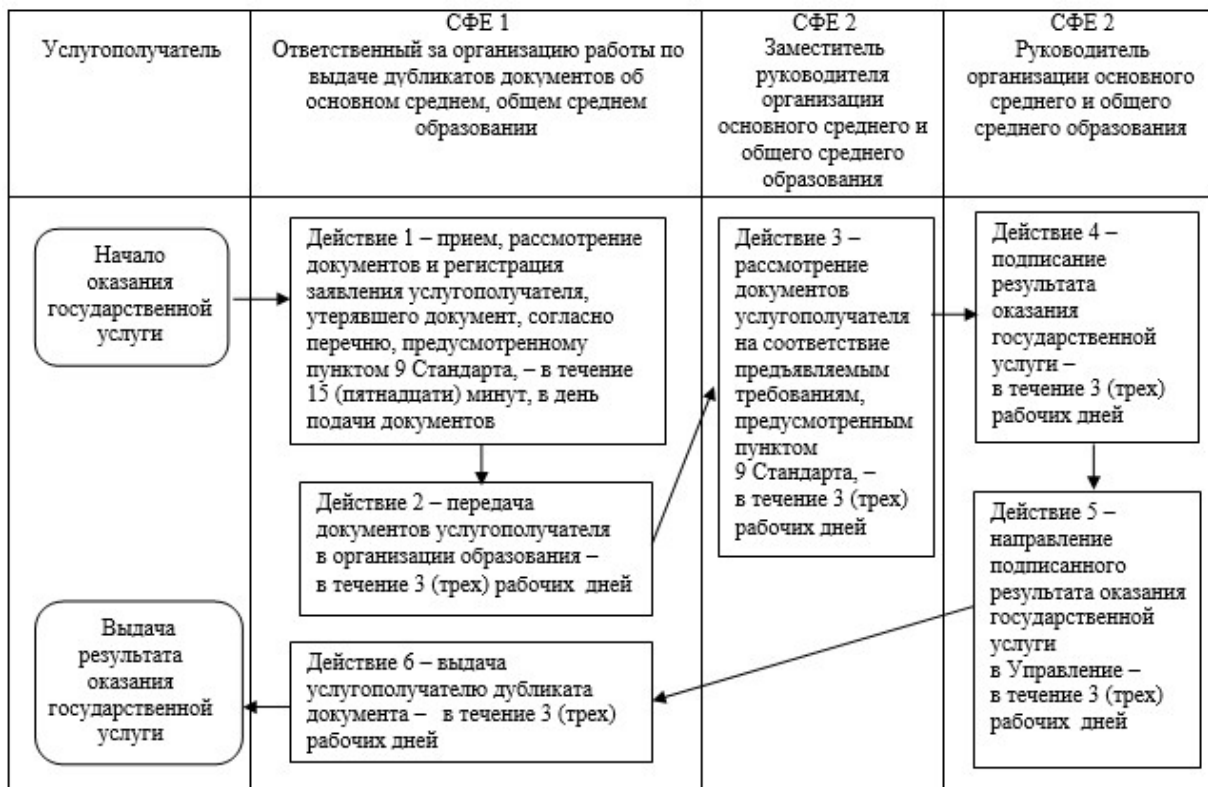 Услугополучатель
СФЕ 1
Ответственный за организацию работы по
выдаче дубликатов документов об
основном среднем, общем среднем
образовании
СФЕ 2
Заместитель
руководителя
организации
основного среднего и
общего среднего
образования
СФЕ 2
Руководитель
организации основного
среднего и общего
среднего образования
Начало
оказания
государственной
услуги
Действие 1 – прием, рассмотрение
документов и регистрация
заявления услугополучателя,
утерявшего документ, согласно
перечню, предусмотренному
пунктом 9 Стандарта, – в течение
15 (пятнадцати) минут, в день
подачи документов
Действие 2 – передача
документов услугополучателя
в организации образования –
в течение 3 (трех) рабочих дней
Действие 3 –
рассмотрение
документов
услугополучателя
на соответствие
предъявляемым
требованиям,
предусмотренным
пунктом
9 Стандарта, –
в течение 3 (трех)
рабочих дней
Действие 4 –
подписание
результата
оказания
государственной
услуги –
в течение 3 (трех)
рабочих дней
Действие 5 –
направление
подписанного
результата оказания
государственной
услуги
в Управление –
в течение 3 (трех)
рабочих дней
Действие 6 – выдача
услугополучателю дубликата
документа – в течение 3 (трех)
рабочих дней
Выдача
результата
оказания
государственной
услуги